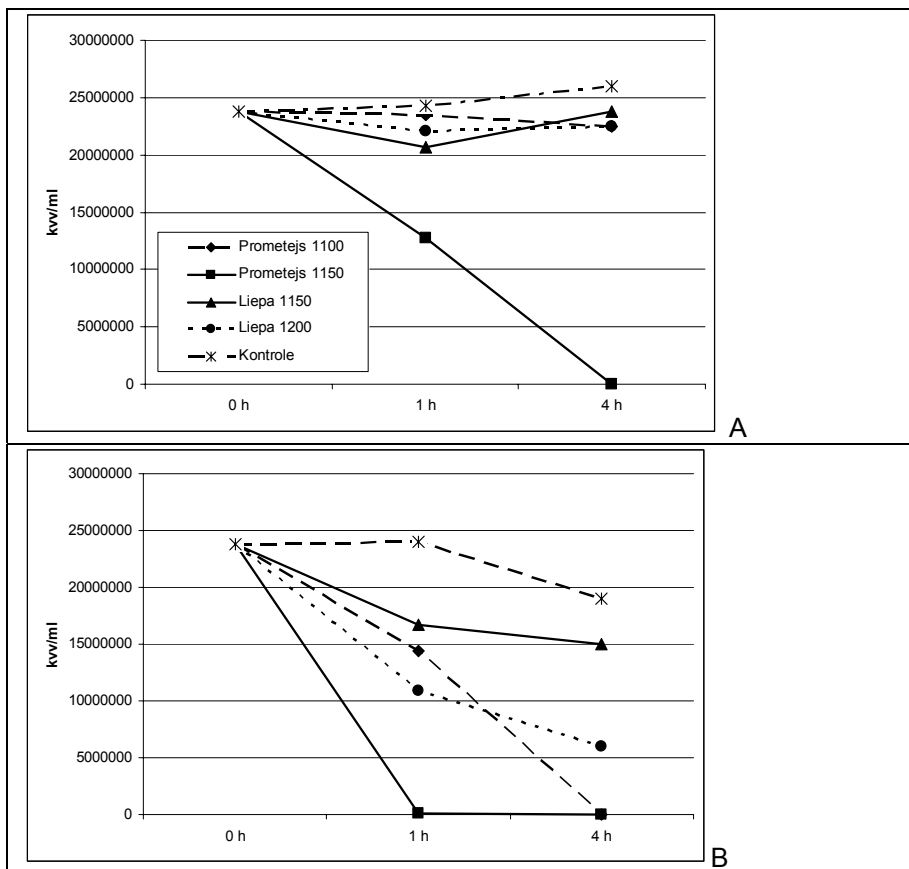 30000000
25000000
20000000
15000000
10000000
5000000
0
kvv/ml
Prometejs 1100
Prometejs 1150
Liepa 1150
Liepa 1200
Kontrole
0 h
1 h
4 h
A
30000000
25000000
20000000
15000000
10000000
5000000
0
kvv/ml
0 h
1 h
4 h
B